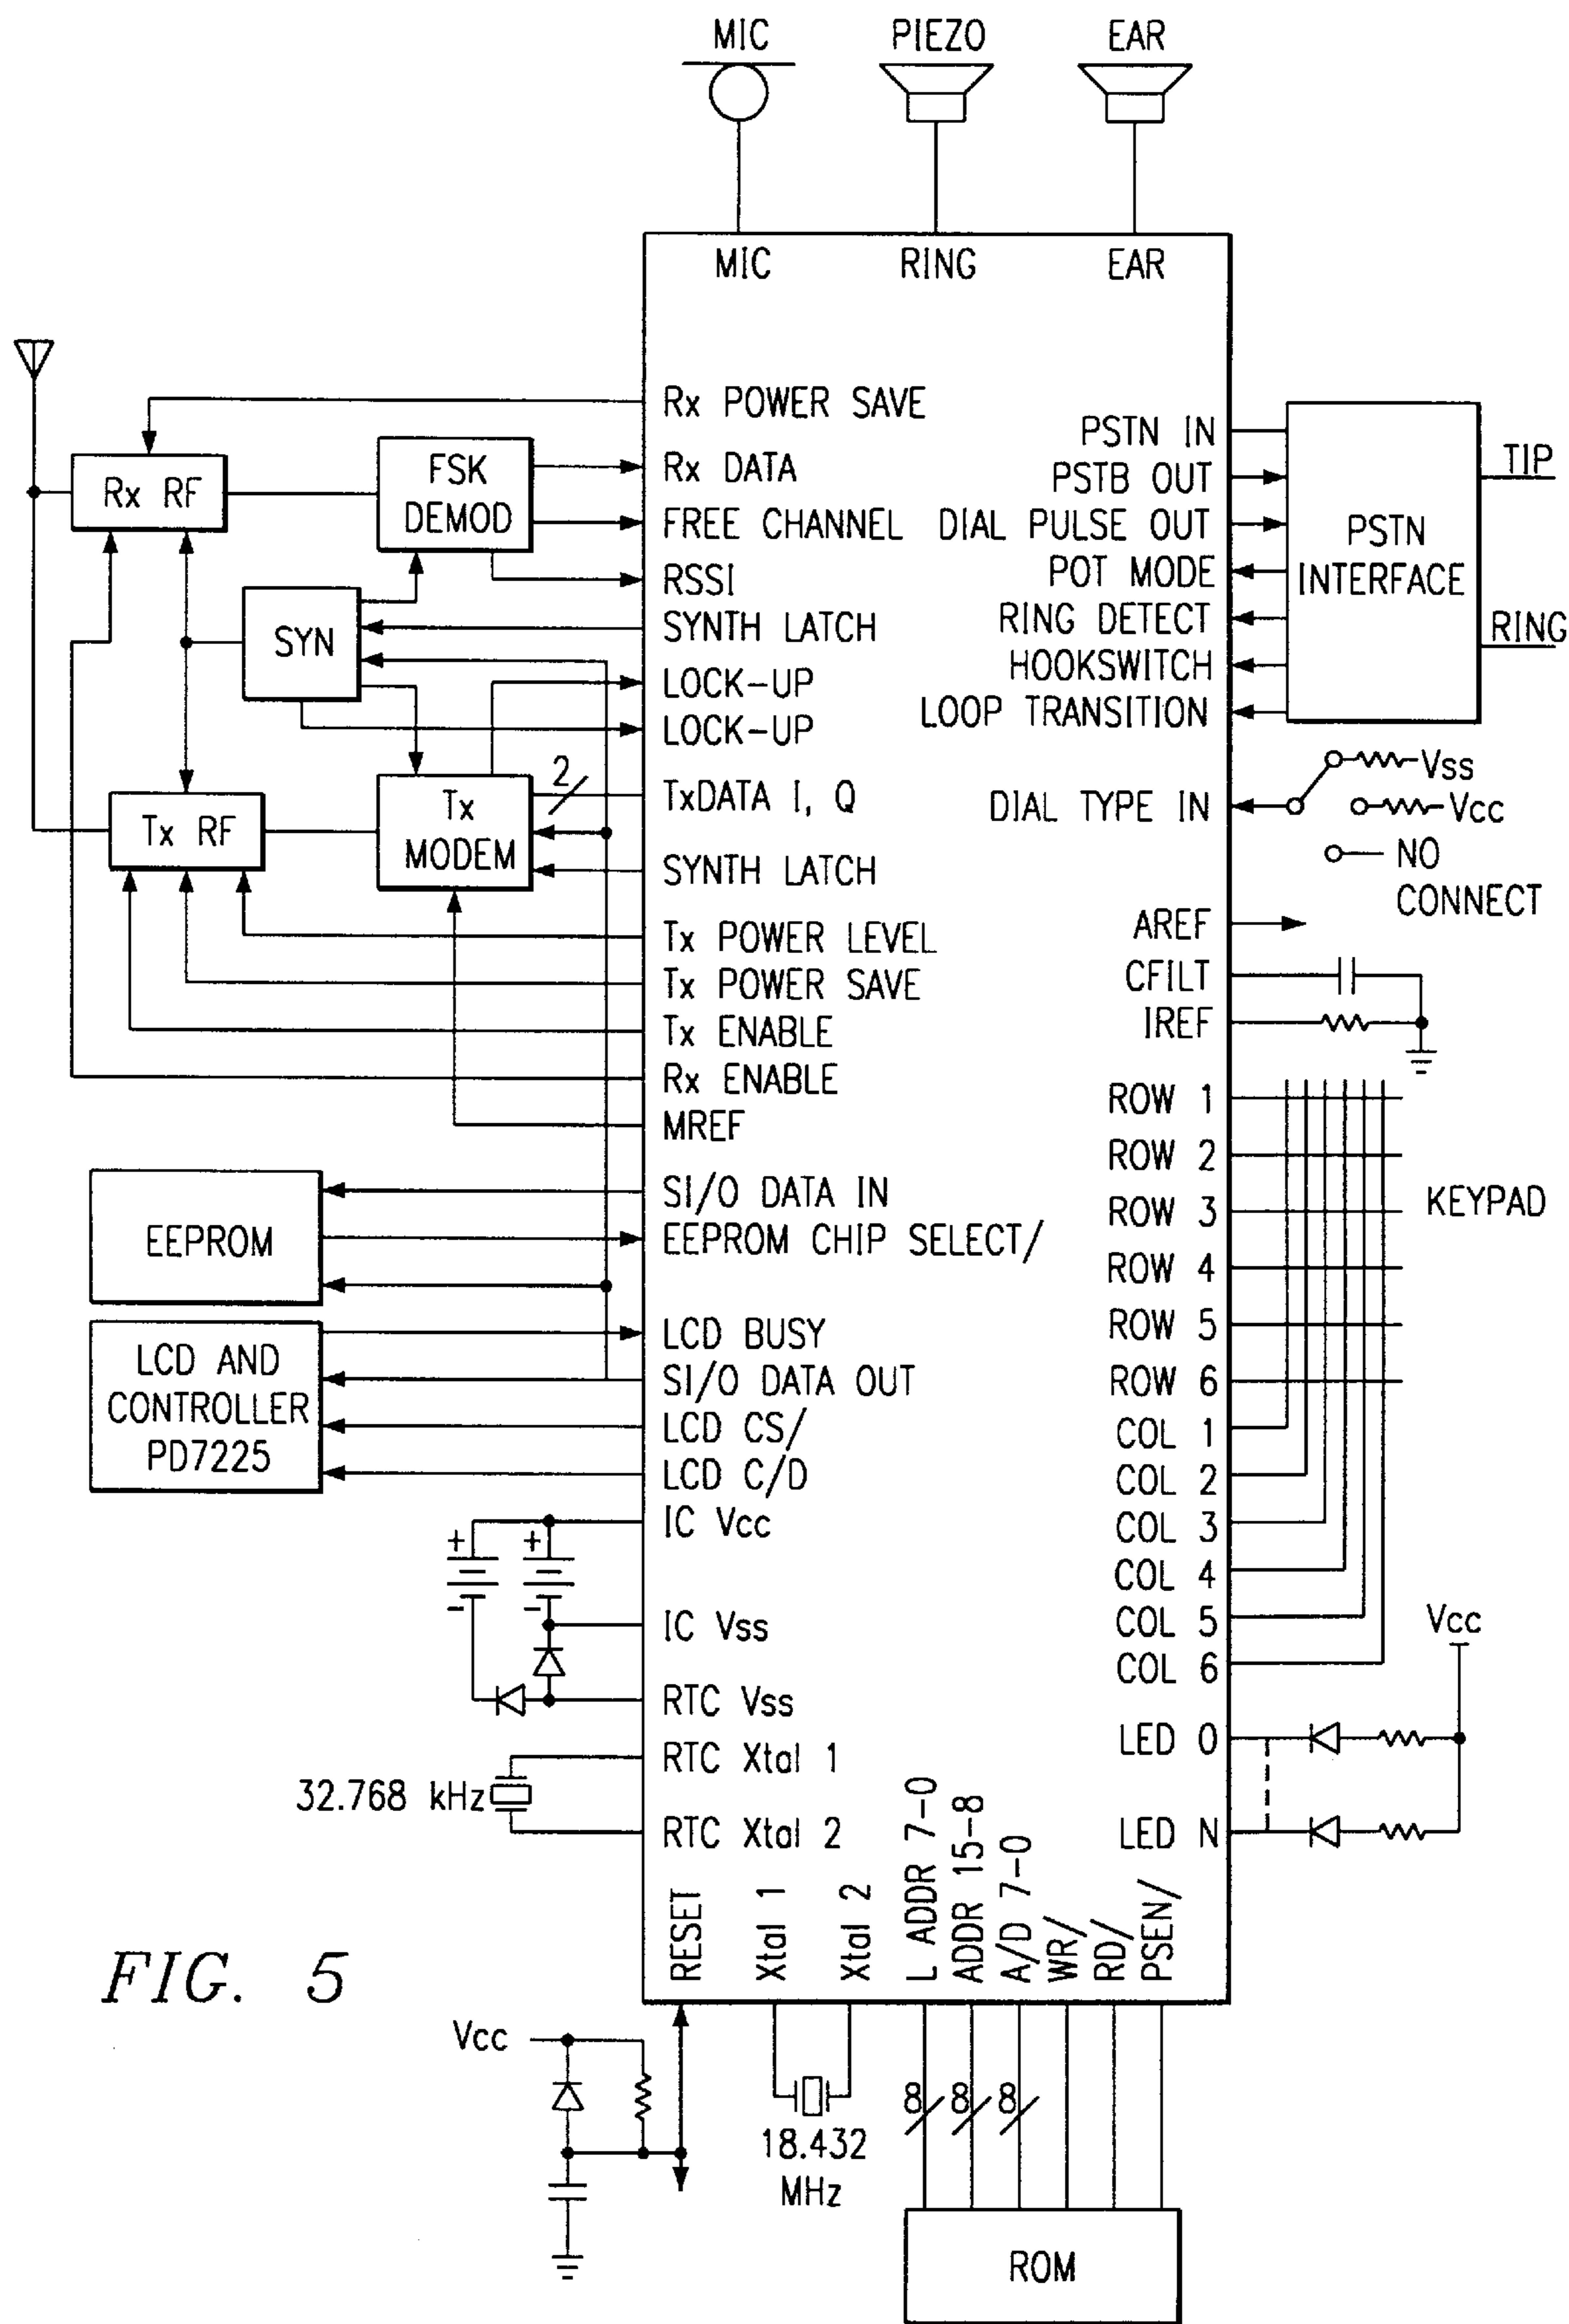 MIC PIEZO EAR
MIC RING EAR
Rx POWER SAVE
Rx DATA
FREE CHANNEL
RSSI
SYNTH LATCH
LOCK-UP
LOCK-UP
TxDATA I, Q
SYNTH LATCH
Tx POWER LEVEL
Tx POWER SAVE
Tx ENABLE
Rx ENABLE
MREF
SI/O DATA IN
EEPROM CHIP SELECT/
LCD BUSY
SI/O DATA OUT
LCD CS/
LCD C/D
IC Vcc
IC Vss
RTC Vss
RTC Xtal 1
RTC Xtal 2
Rx RF
FSK
DEMOD
SYN
2
Tx RF
Tx
MODEM
EEPROM
LCD AND
CONTROLLER
PD7225
+ +
- -
32.768 kHz
PSTN IN
PSTB OUT
DIAL PULSE OUT
POT MODE
RING DETECT
HOOKSWITCH
LOOP TRANSITION
DIAL TYPE IN
AREF
CFILT
IREF
ROW 1
ROW 2
ROW 3
ROW 4
ROW 5
ROW 6
COL 1
COL 2
COL 3
COL 4
COL 5
COL 6
LED 0
LED N
PSTN
INTERFACE
TIP
RING
Vss
Vcc
NO
CONNECT
KEYPAD
Vcc
RESET
Xtal 1
Xtal 2
L ADDR 7-0
ADDR 15-8
A/D 7-0
WR/
RD/
PSEN/
Vcc
18.432
MHz
8 8 8
ROM
FIG. 5